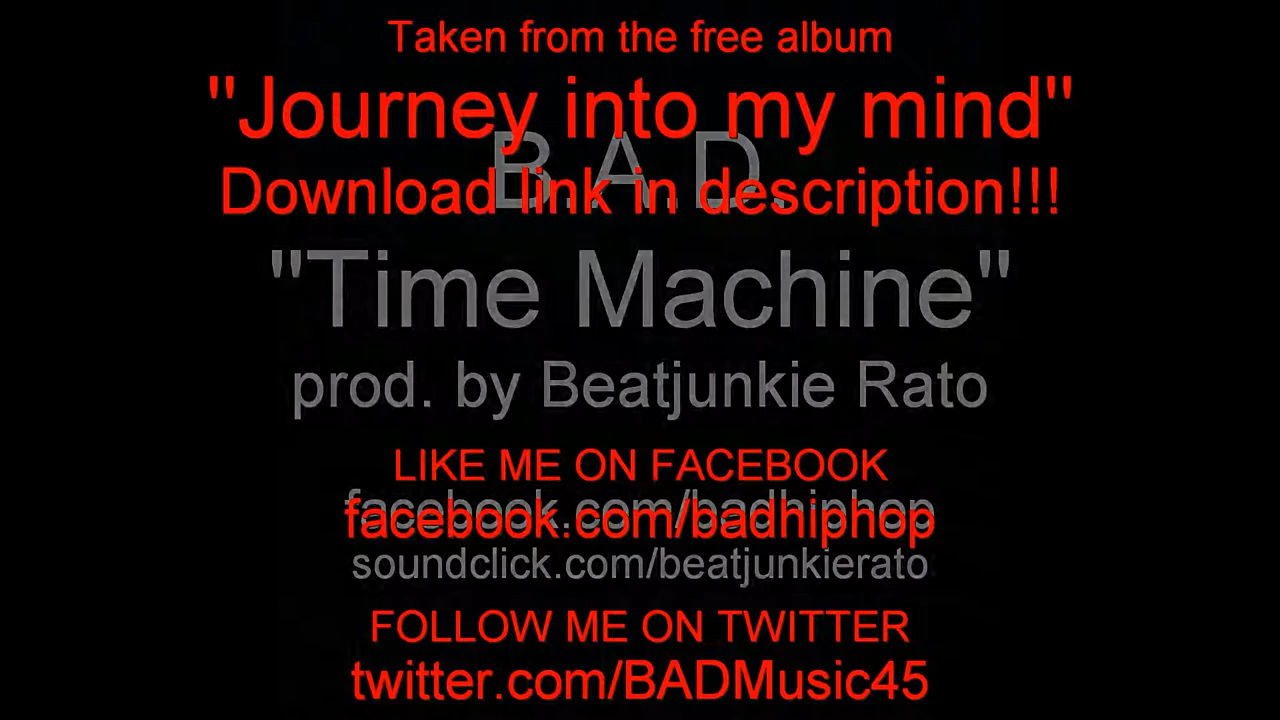 Taken from the free album
"Journey into my mind"
B.A.D.
Download link in description!!!
"Time Machine"
prod. by Beatjunkie Rato
LIKE ME ON FACEBOOK
facebook.com/badhiphop
facebook.com/badhiphop
soundclick.com/beatjunkierato
FOLLOW ME ON TWITTER
twitter.com/BADMusic45